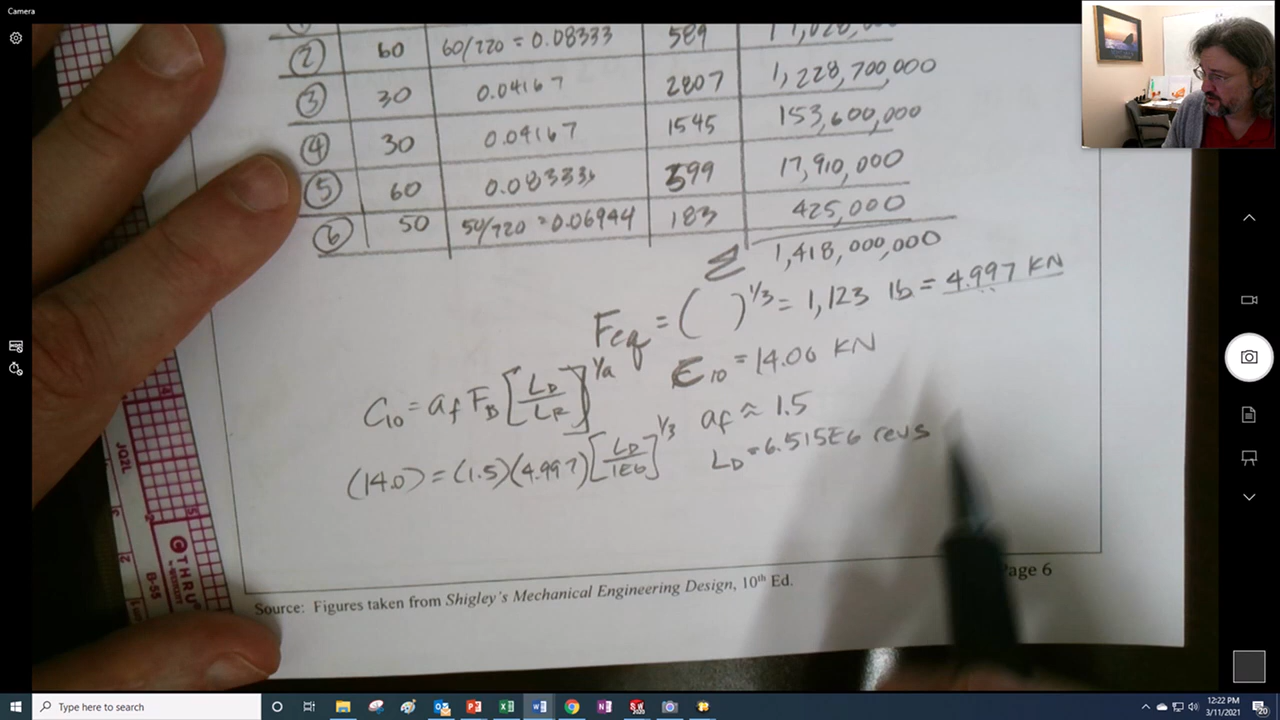 Camera
② 60 60/720 = 0.08333 589
③ 30 0.04167 2807 1,228,700,000
④ 30 0.04167 1545 153,600,000
⑤ 60 0.08333 599 17,910,000
⑥ 50 50/720 = 0.06944 183 425,000
Σ 1,418,000,000
Feq = ( )^1/3 = 1,123 lb = 4.997 KN
C10 = 14.06 KN
C10 = af FD [LD/LR]^1/a
af ≈ 1.5
(14.0) = (1.5)(4.997)[LD/1E6]^1/3
LD = 6.515E6 revs
Page 6
Source: Figures taken from Shigley's Mechanical Engineering Design, 10th Ed.
THRU
B-55
Type here to search
12:22 PM
3/11/2021
20